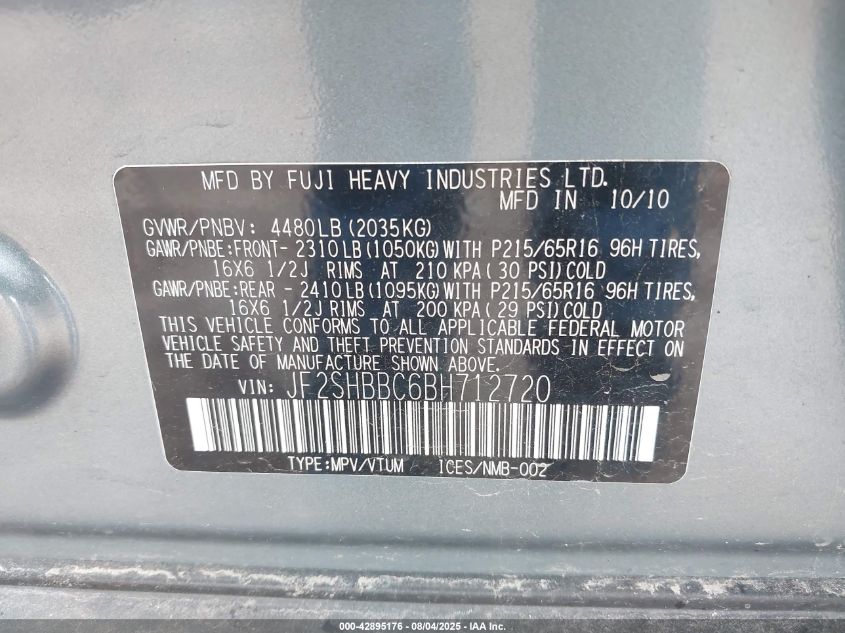 MFD BY FUJI HEAVY INDUSTRIES LTD.
MFD IN 10/10
GVWR/PNBV: 4480LB(2035KG)
GAWR/PNBE:FRONT- 2310LB(1050KG)WITH P215/65R16 96H TIRES,
16X6 1/2J RIMS AT 210 KPA(30 PSI)COLD
GAWR/PNBE:REAR - 2410LB(1095KG)WITH P215/65R16 96H TIRES,
16X6 1/2J RIMS AT 200 KPA(29 PSI)COLD
THIS VEHICLE CONFORMS TO ALL APPLICABLE FEDERAL MOTOR
VEHICLE SAFETY AND THEFT PREVENTION STANDARDS IN EFFECT ON
THE DATE OF MANUFACTURE SHOWN ABOVE.
VIN: JF2SHBBC6BH712720
TYPE:MPV/VTUM ICES/NMB-002
000-42895176 - 08/04/2025 - IAA Inc.